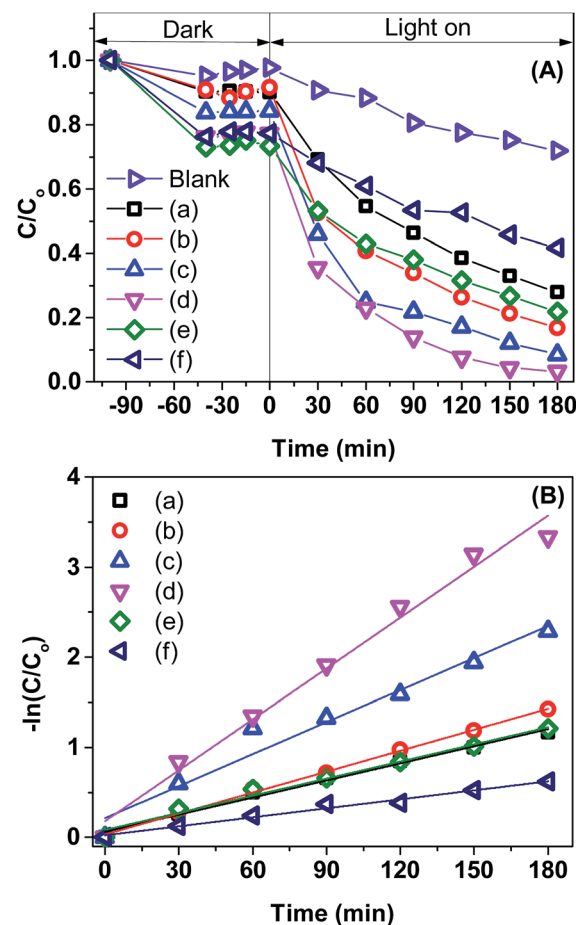 Dark
Light on
(A)
1.0
0.8
0.6
0.4
0.2
0.0
C/Co
Blank
(a)
(b)
(c)
(d)
(e)
(f)
-90 -60 -30 0 30 60 90 120 150 180
Time (min)
(B)
4
3
2
1
0
-ln(C/Co)
(a)
(b)
(c)
(d)
(e)
(f)
0 30 60 90 120 150 180
Time (min)